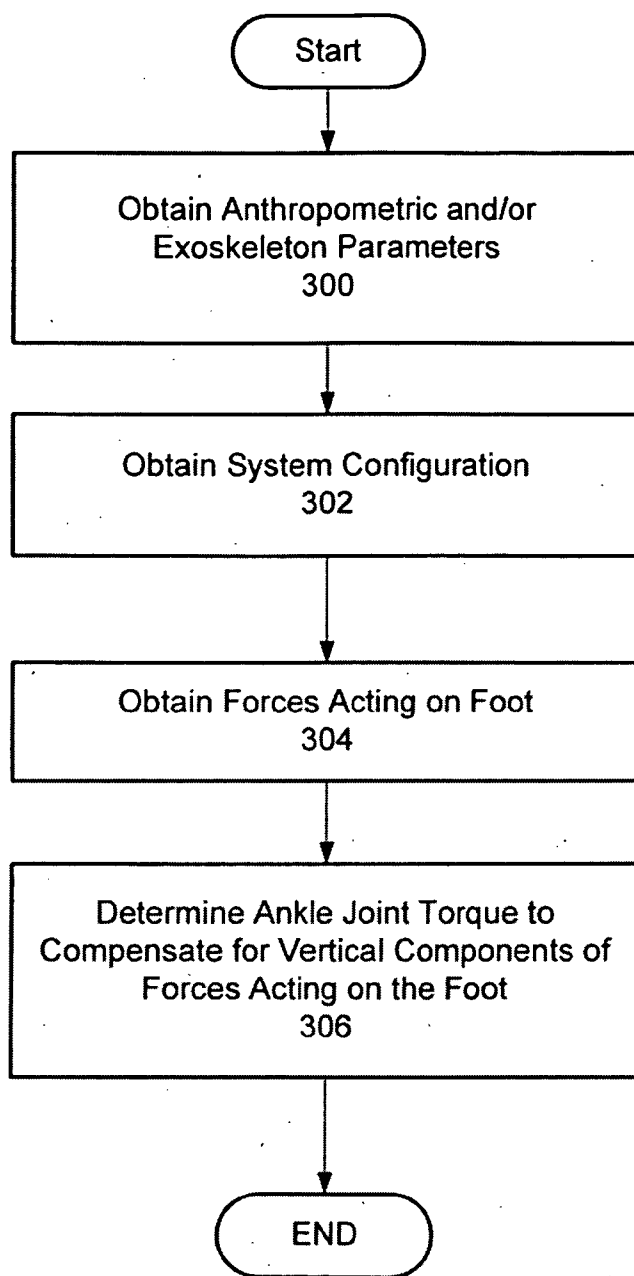 Start
Obtain Anthropometric and/or
Exoskeleton Parameters
300
Obtain System Configuration
302
Obtain Forces Acting on Foot
304
Determine Ankle Joint Torque to
Compensate for Vertical Components of
Forces Acting on the Foot
306
END